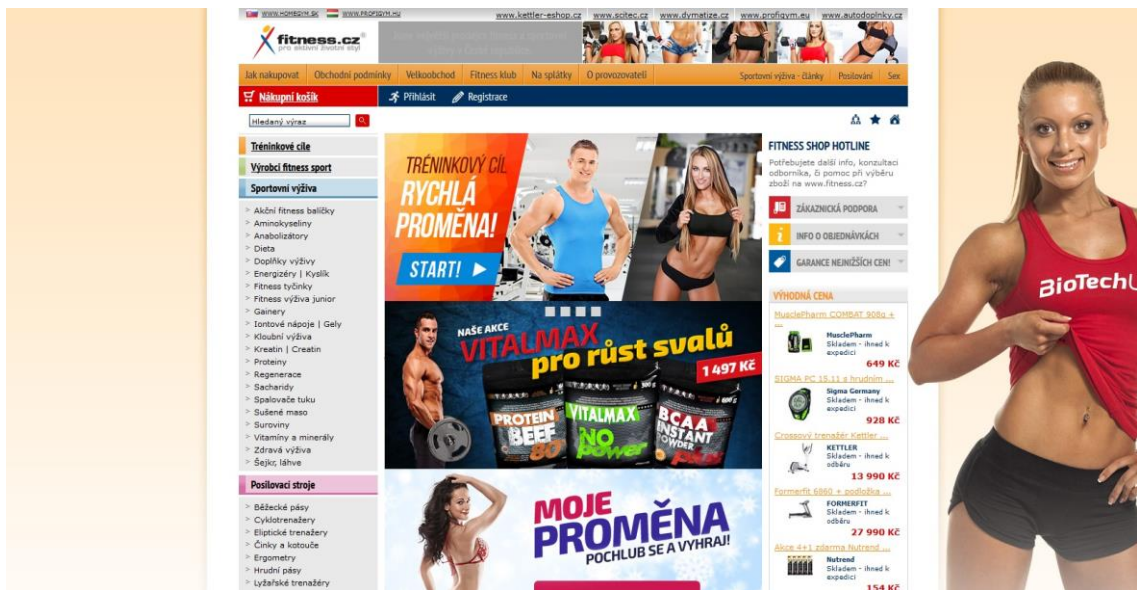 WWW.HOMEGYM.SK WWW.PROFIGYM.HU
www.kettler-eshop.cz www.scitec.cz www.dymatize.cz www.profigym.eu www.autodoplnky.cz
fitness.cz
pro aktivní životní styl
Jak nakupovat Obchodní podmínky Velkoobchod Fitness klub Na splátky O provozovateli
Sportovní výživa - články Posilování Sex
Nákupní košík
Přihlásit Registrace
Hledaný výraz
Tréninkové cíle
Výrobci fitness sport
Sportovní výživa
> Akční fitness balíčky
> Aminokyseliny
> Anabolizátory
> Dieta
> Doplňky výživy
> Energizéry | Kyslík
> Fitness tyčinky
> Fitness výživa junior
> Gainery
> Iontové nápoje | Gely
> Kloubní výživa
> Kreatin | Creatin
> Proteiny
> Regenerace
> Sacharidy
> Spalovače tuku
> Sušené maso
> Suroviny
> Vitamíny a minerály
> Zdravá výživa
> Šejkr, láhve
Posilovací stroje
> Běžecké pásy
> Cyklotrenažery
> Eliptické trenažery
> Činky a kotouče
> Ergometry
> Hrudní pásy
> Lyžařské trenažéry
TRÉNINKOVÝ CÍL
RYCHLÁ
PROMĚNA!
START!
NAŠE AKCE
VITALMAX
pro růst svalů
1 497 Kč
PROTEIN
BEEF
80
VITALMAX
NO
power
BCAA
INSTANT
POWDER
plus
MOJE
PROMĚNA
POCHLUB SE A VYHRAJ!
FITNESS SHOP HOTLINE
Potřebujete další info, konzultaci
odborníka, či pomoc při výběru
zboží na www.fitness.cz?
ZÁKAZNICKÁ PODPORA
INFO O OBJEDNÁVKÁCH
GARANCE NEJNIŽŠÍCH CEN!
VÝHODNÁ CENA
MusclePharm COMBAT 908g +
...
MusclePharm
Skladem - ihned k
expedici
649 Kč
SIGMA PC 15.11 s hrudním ...
Sigma Germany
Skladem - ihned k
expedici
928 Kč
Crossový trenažér Kettler ...
KETTLER
Skladem - ihned k
odběru
13 990 Kč
Formerfit 6860 + podložka ...
FORMERFIT
Skladem - ihned k
odběru
27 990 Kč
Akce 4+1 zdarma Nutrend ...
Nutrend
Skladem - ihned k
expedici
154 Kč
BioTechU